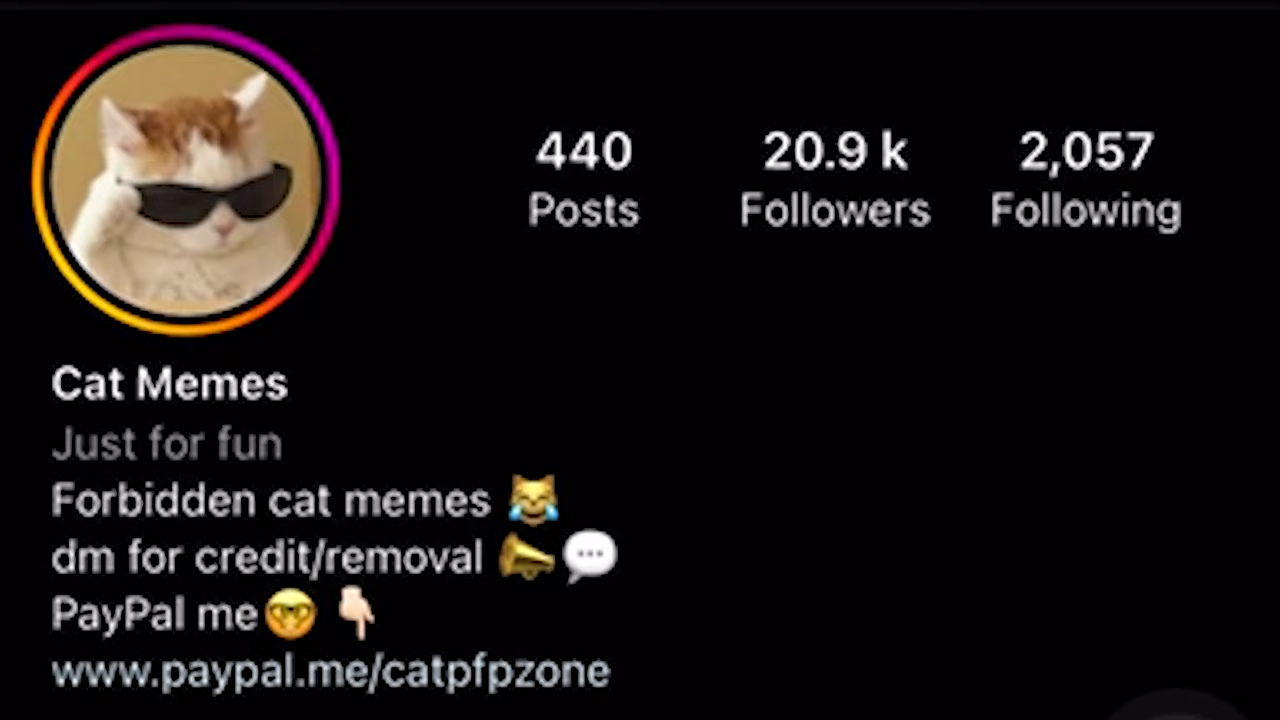 440 20.9 k 2,057
Posts Followers Following
Cat Memes
Just for fun
Forbidden cat memes 😹
dm for credit/removal 📣💬
PayPal me🤓 👇🏻
www.paypal.me/catpfpzone